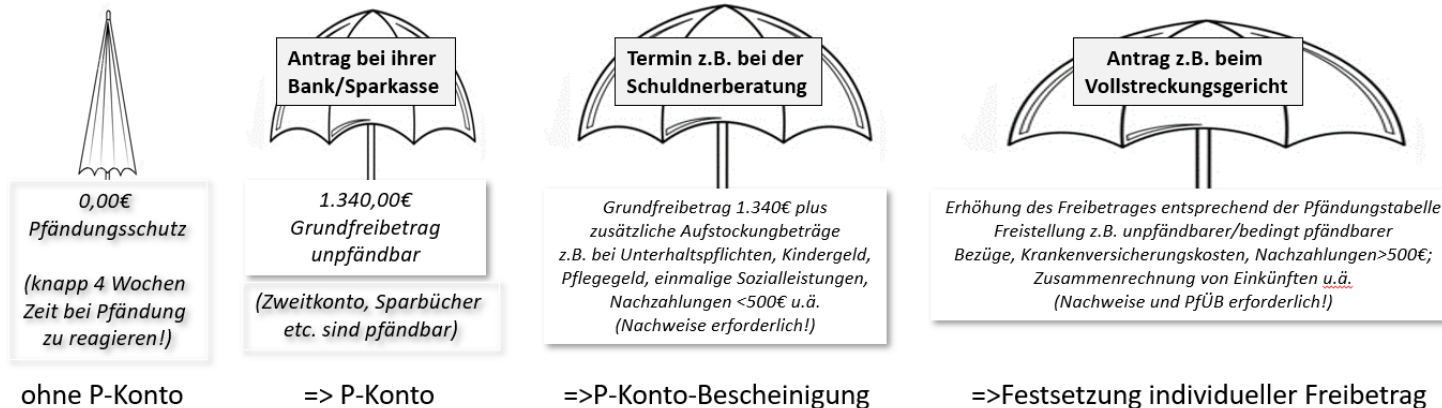 0,00€
Pfändungsschutz
(knapp 4 Wochen
Zeit bei Pfändung
zu reagieren!)
ohne P-Konto
Antrag bei ihrer
Bank/Sparkasse
1.340,00€
Grundfreibetrag
unpfändbar
(Zweitkonto, Sparbücher
etc. sind pfändbar)
=> P-Konto
Termin z.B. bei der
Schuldnerberatung
Grundfreibetrag 1.340€ plus
zusätzliche Aufstockungbeträge
z.B. bei Unterhaltspflichten, Kindergeld,
Pflegegeld, einmalige Sozialleistungen,
Nachzahlungen <500€ u.ä.
(Nachweise erforderlich!)
=>P-Konto-Bescheinigung
Antrag z.B. beim
Vollstreckungsgericht
Erhöhung des Freibetrages entsprechend der Pfändungstabelle
Freistellung z.B. unpfändbarer/bedingt pfändbarer
Bezüge, Krankenversicherungskosten, Nachzahlungen>500€;
Zusammenrechnung von Einkünften u.ä.
(Nachweise und PfÜB erforderlich!)
=>Festsetzung individueller Freibetrag